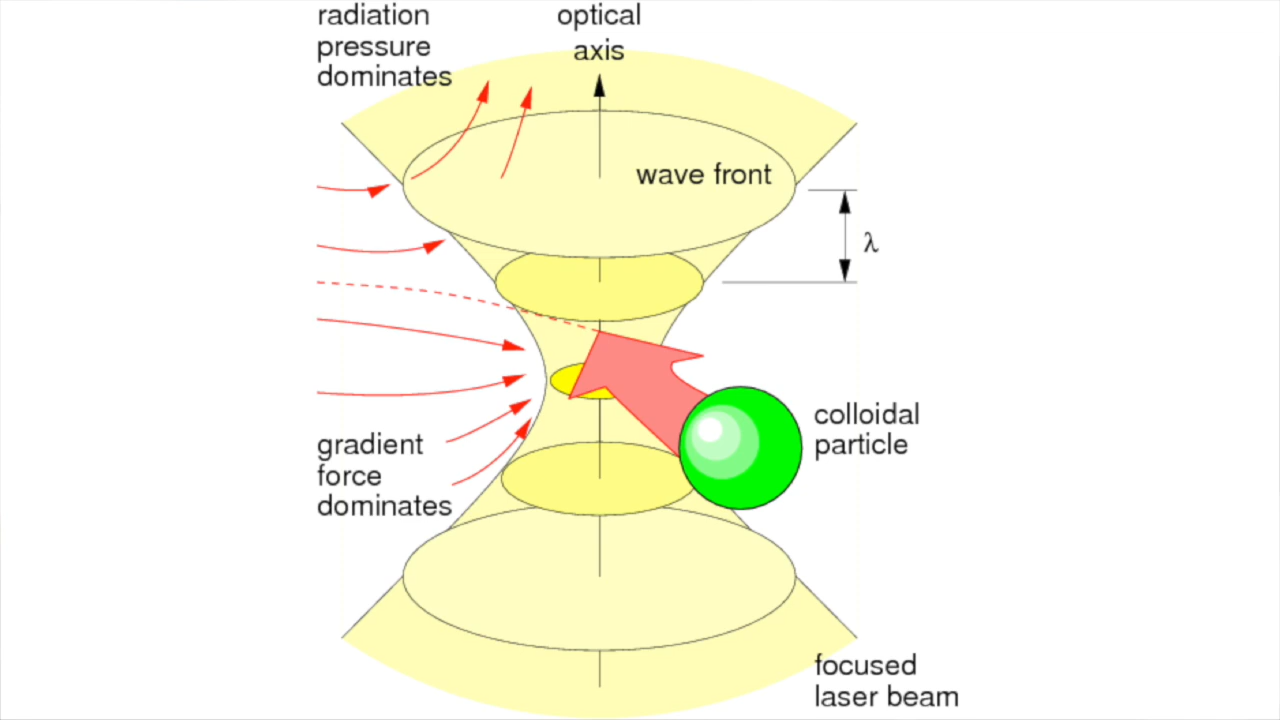 radiation
pressure
dominates
optical
axis
wave front
λ
colloidal
particle
gradient
force
dominates
focused
laser beam